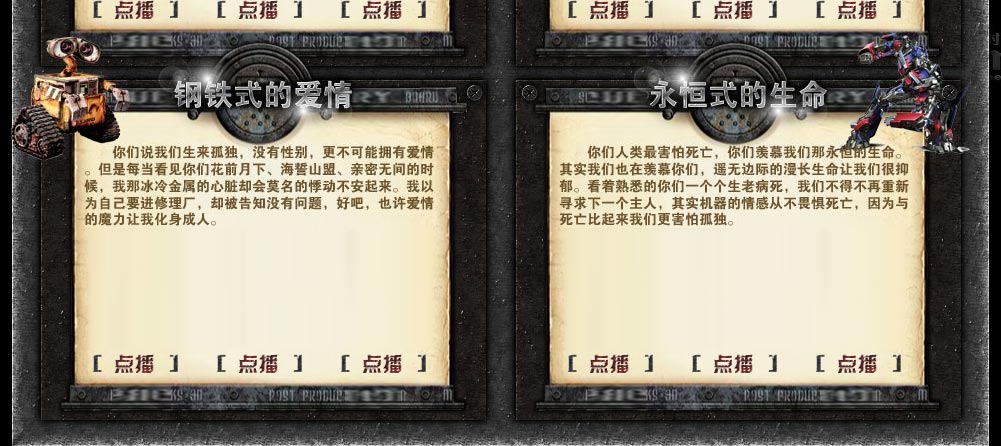 [ 点播 ] [ 点播 ] [ 点播 ]
[ 点播 ] [ 点播 ] [ 点播 ]
钢铁式的爱情
你们说我们生来孤独，没有性别，更不可能拥有爱情
。但是每当看见你们花前月下、海誓山盟、亲密无间的时
候，我那冰冷金属的心脏却会莫名的悸动不安起来。我以
为自己要进修理厂，却被告知没有问题，好吧，也许爱情
的魔力让我化身成人。
[ 点播 ] [ 点播 ] [ 点播 ]
POST PRODUC
永恒式的生命
你们人类最害怕死亡，你们羡慕我们那永恒的生命。
其实我们也在羡慕你们，遥无边际的漫长生命让我们很抑
郁。看着熟悉的你们一个个生老病死，我们不得不再重新
寻求下一个主人，其实机器的情感从不畏惧死亡，因为与
死亡比起来我们更害怕孤独。
[ 点播 ] [ 点播 ] [ 点播 ]
POST PRODUC